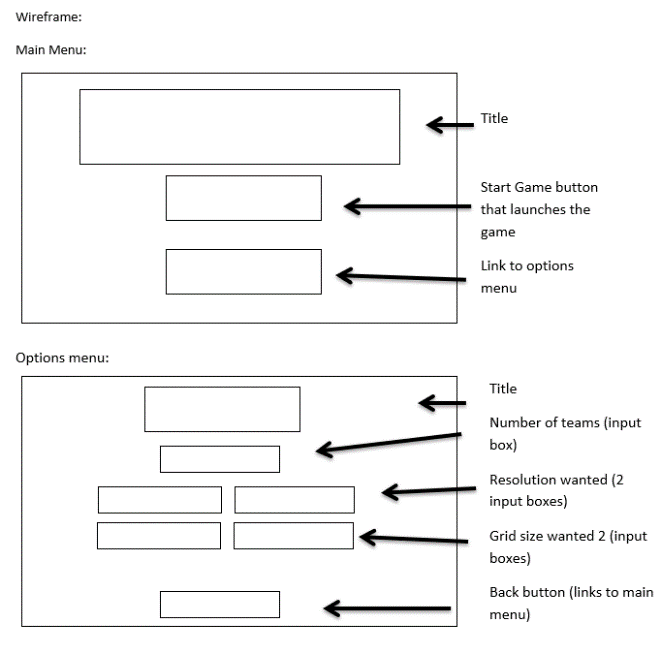 Wireframe:
Main Menu:
Title
Start Game button
that launches the
game
Link to options
menu
Options menu:
Title
Number of teams (input
box)
Resolution wanted (2
input boxes)
Grid size wanted 2 (input
boxes)
Back button (links to main
menu)